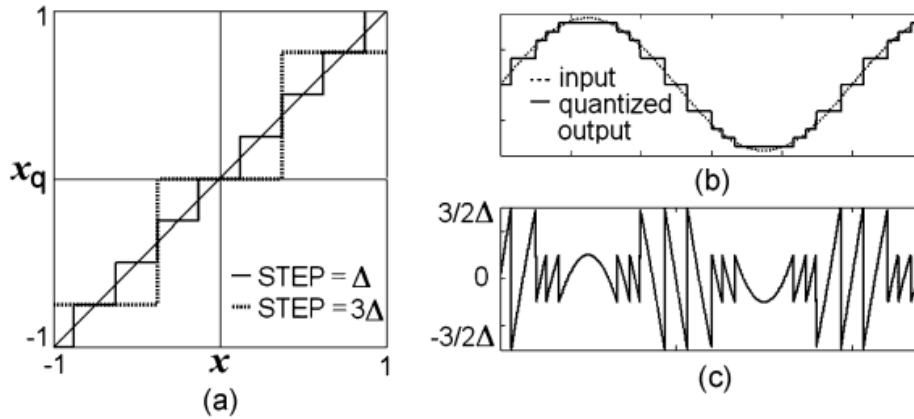 1
x_q
-1
-1
x
1
STEP = Δ
STEP = 3Δ
(a)
input
quantized
output
(b)
3/2Δ
0
-3/2Δ
(c)